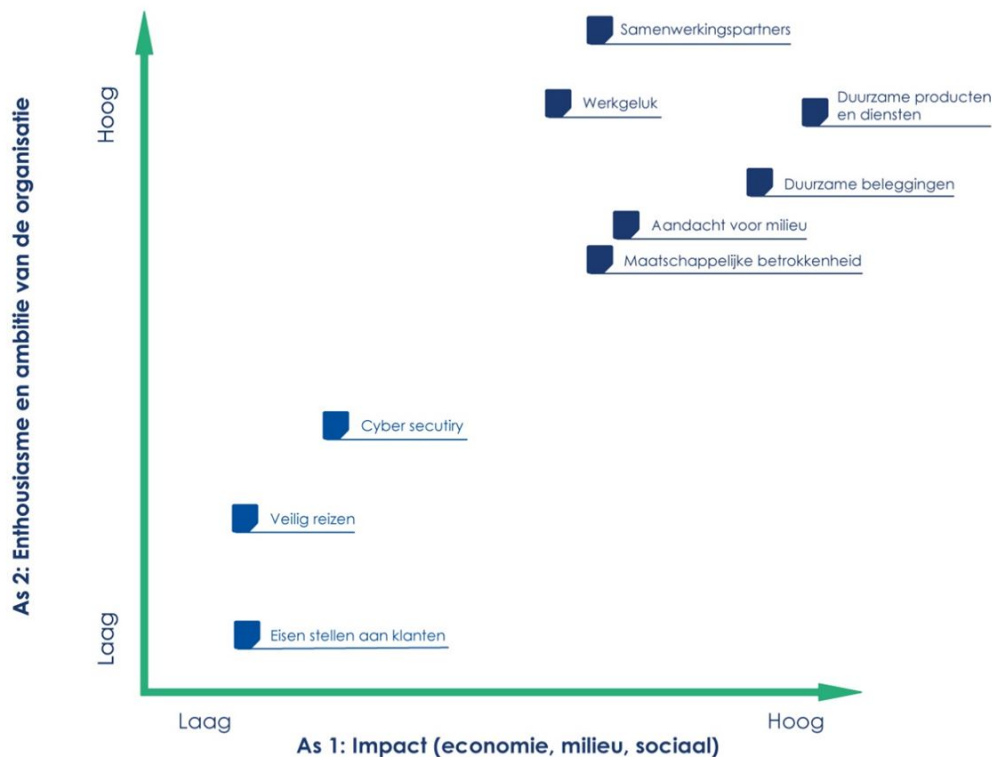 Samenwerkingspartners
Hoog
Werkgeluk
Duurzame producten
en diensten
Duurzame beleggingen
Aandacht voor milieu
Maatschappelijke betrokkenheid
As 2: Enthousiasme en ambitie van de organisatie
Cyber secutiry
Veilig reizen
Eisen stellen aan klanten
Laag
Laag
Hoog
As 1: Impact (economie, milieu, sociaal)